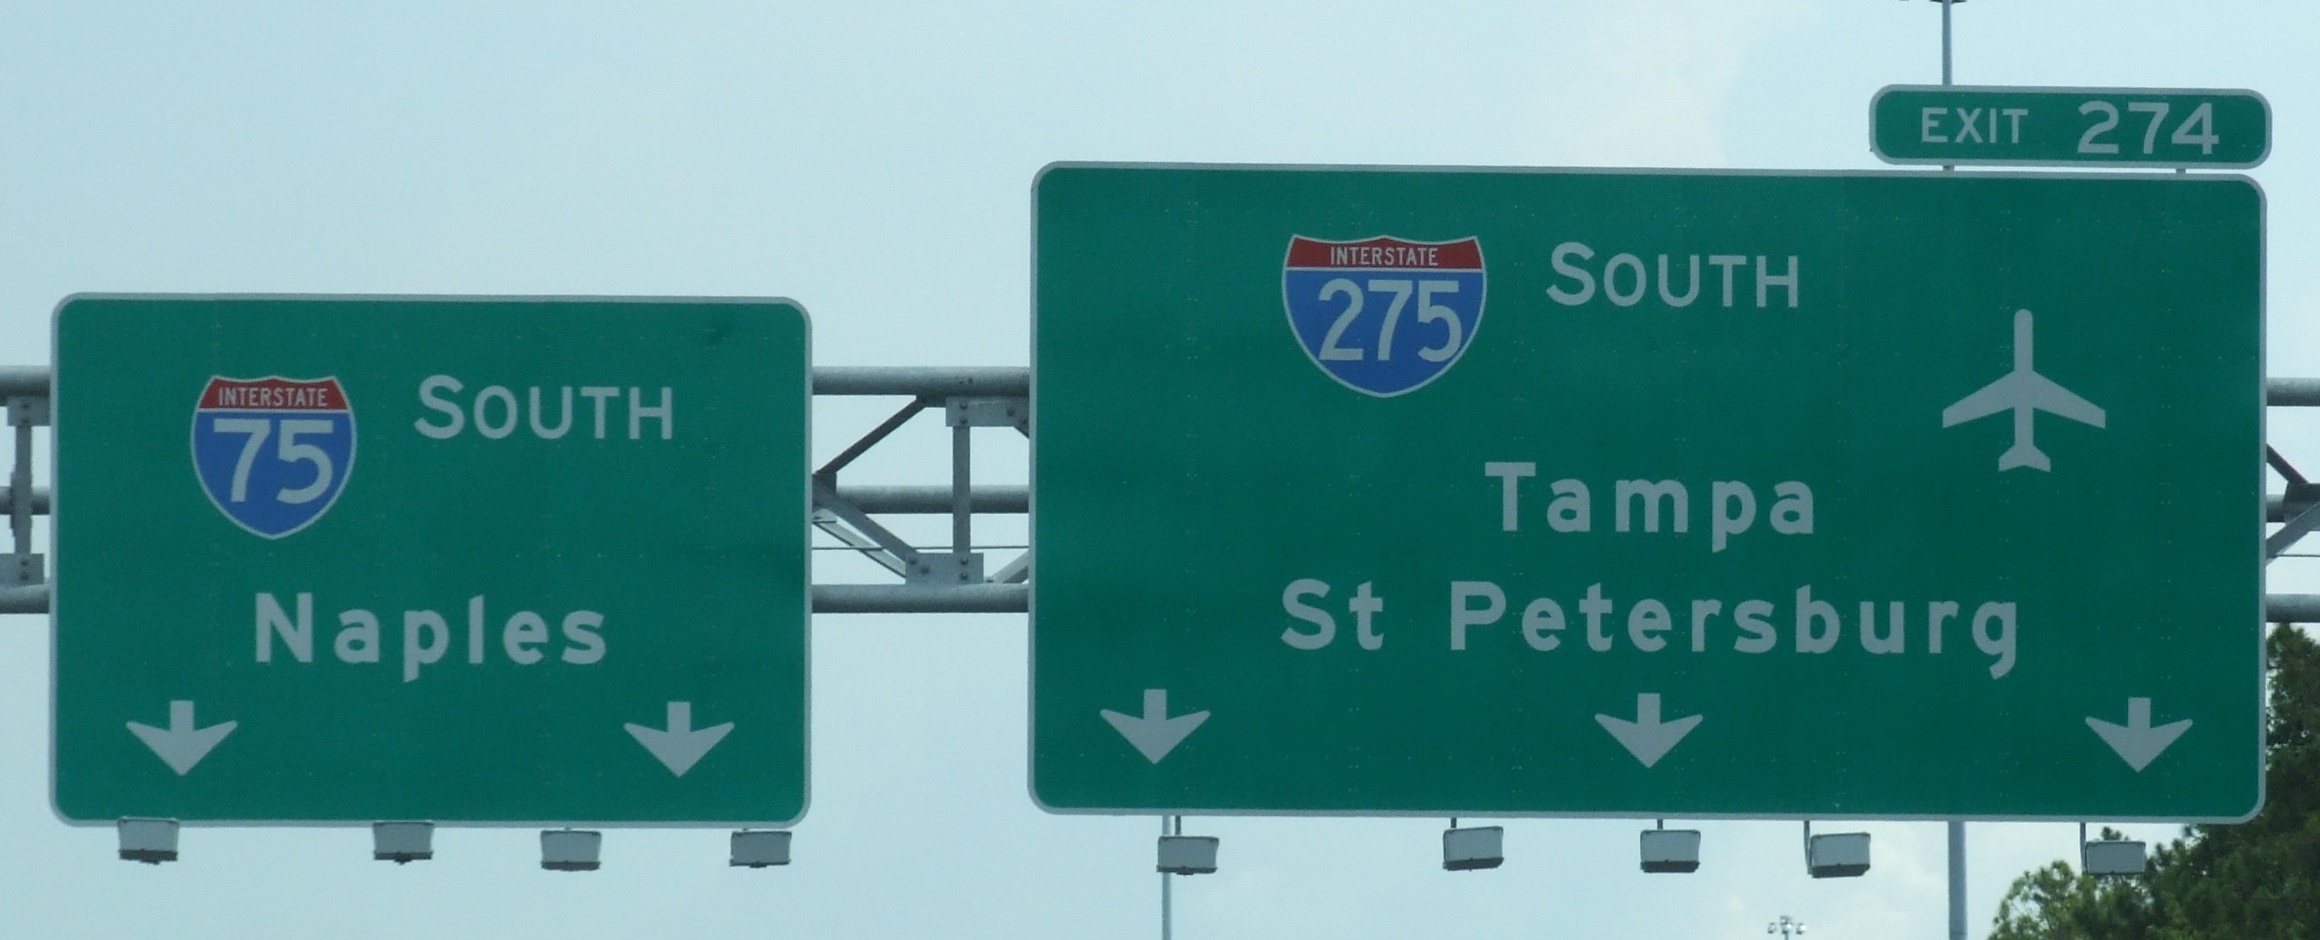 INTERSTATE
75 SOUTH
Naples
EXIT 274
INTERSTATE
275 SOUTH
Tampa
St Petersburg